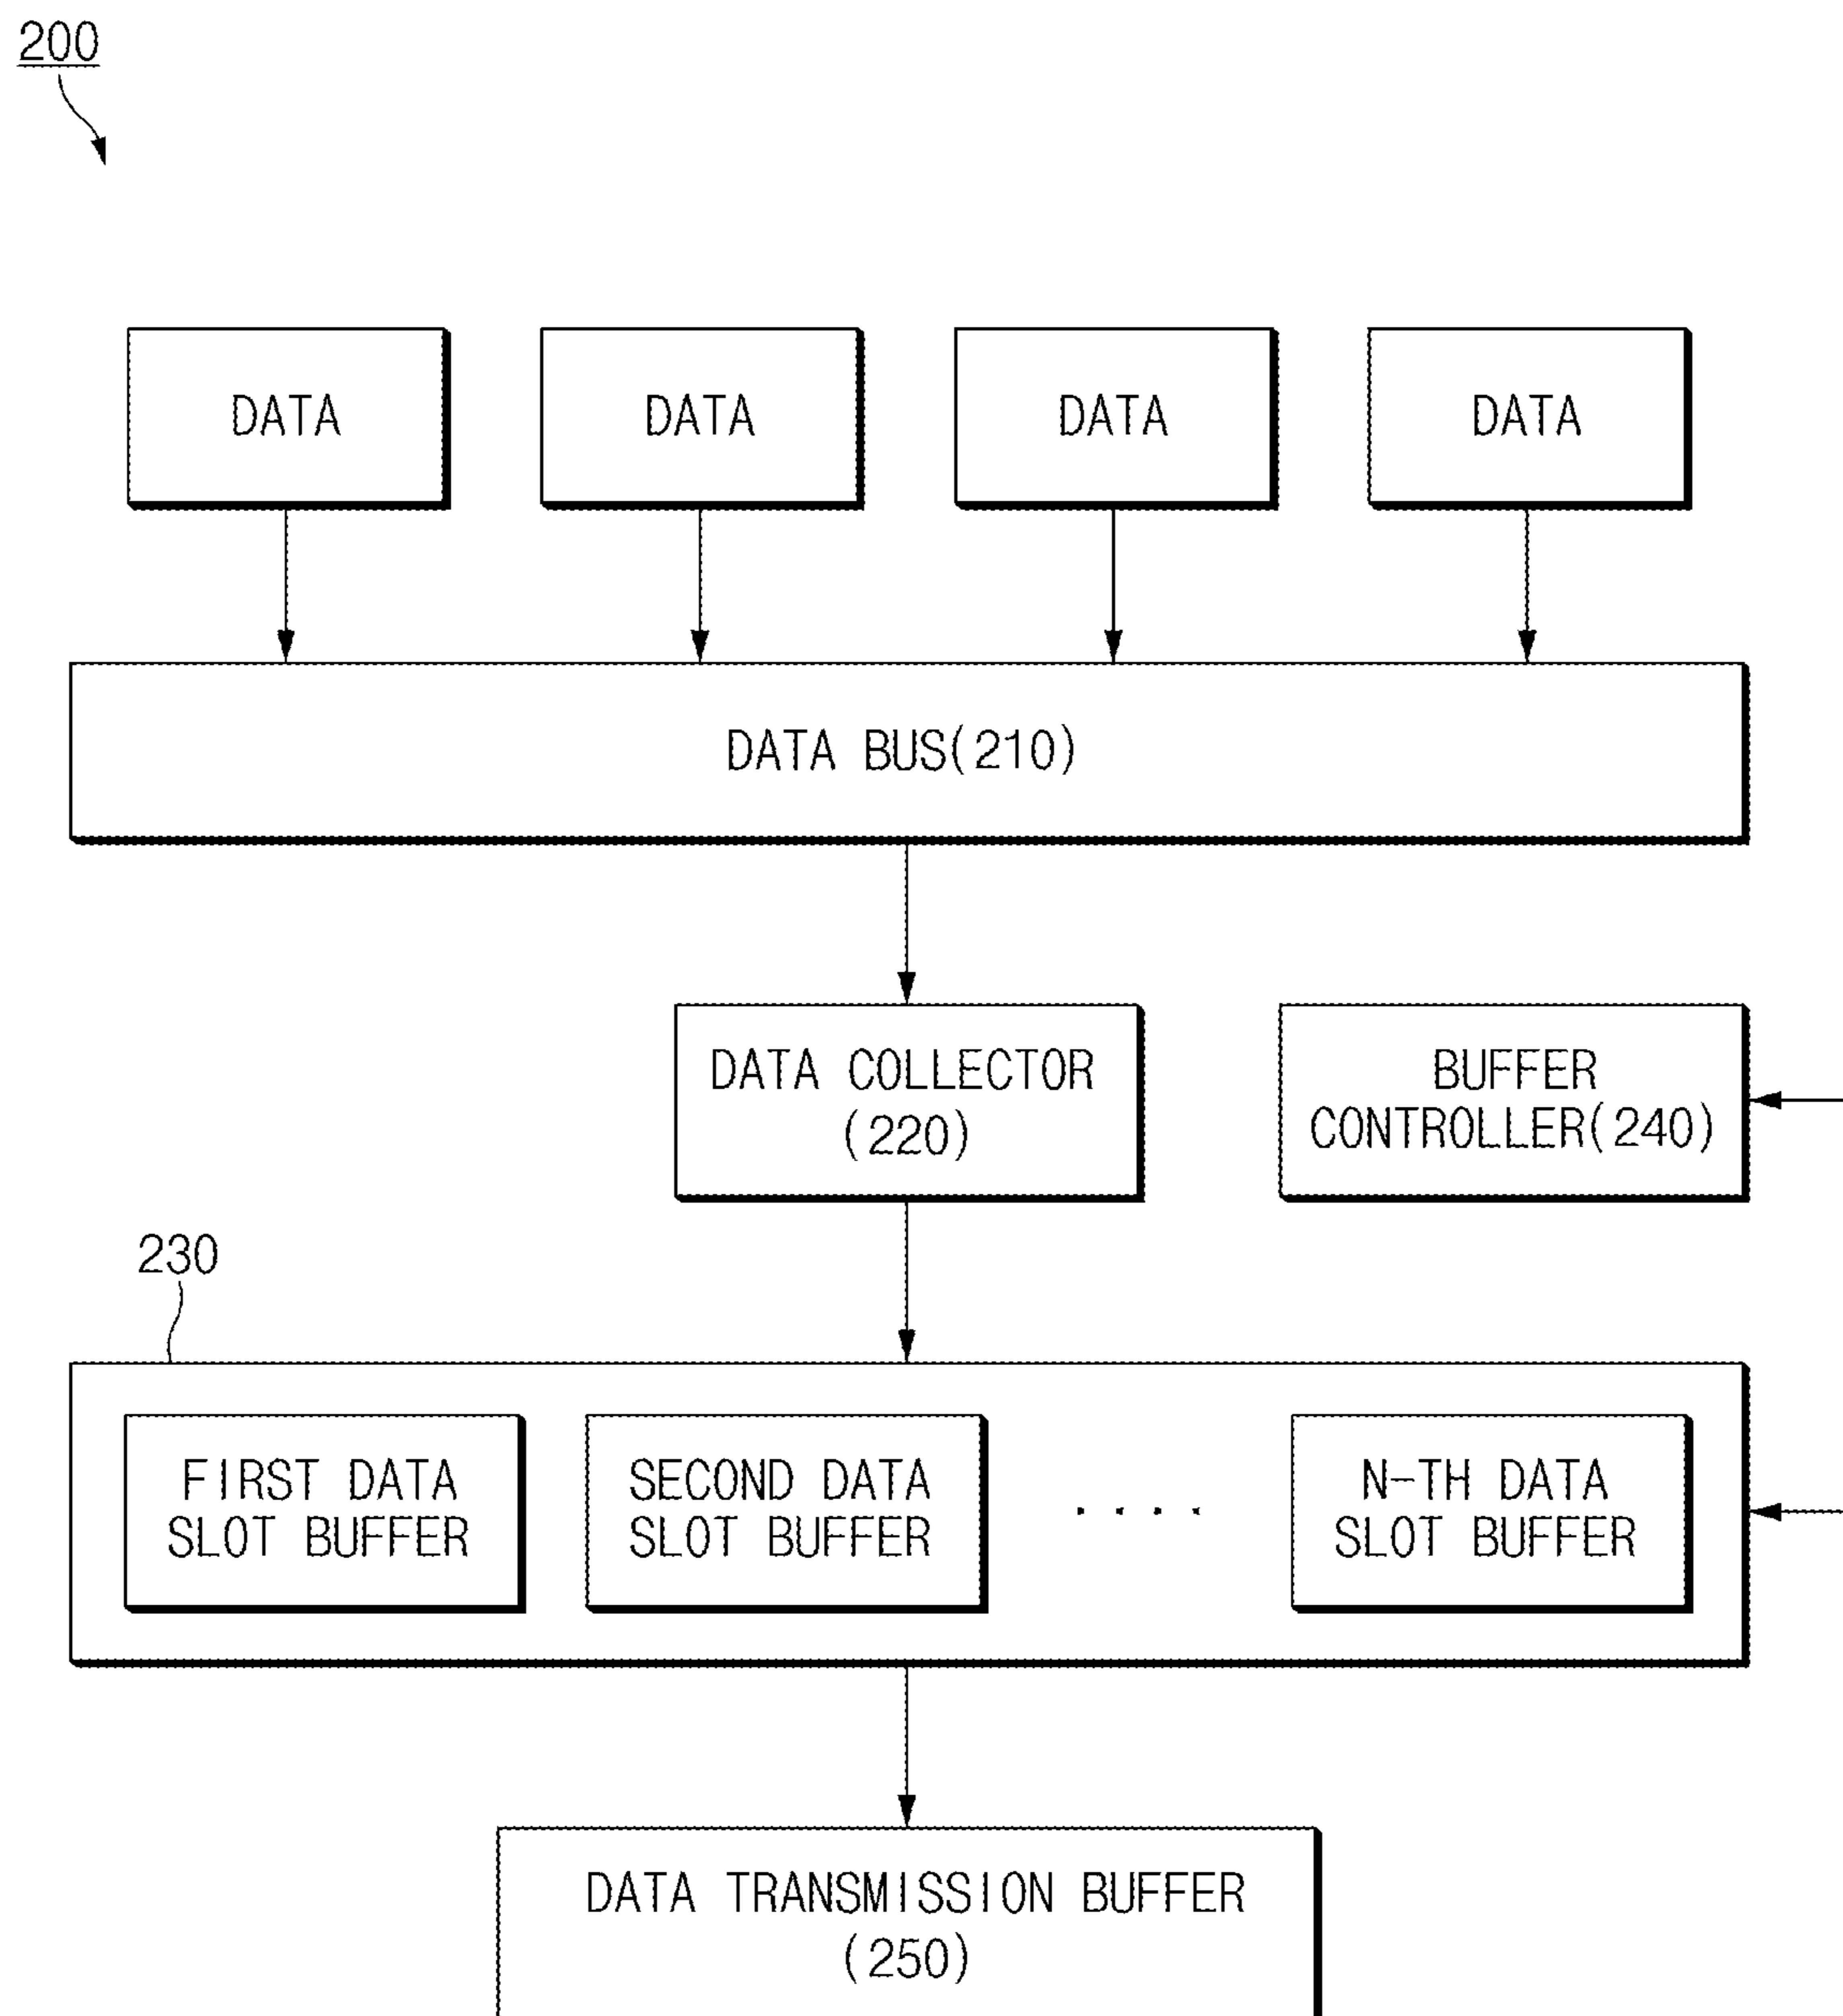 200
DATA
DATA
DATA
DATA
DATA BUS(210)
DATA COLLECTOR
(220)
BUFFER
CONTROLLER(240)
230
FIRST DATA
SLOT BUFFER
SECOND DATA
SLOT BUFFER
....
N-TH DATA
SLOT BUFFER
DATA TRANSMISSION BUFFER
(250)